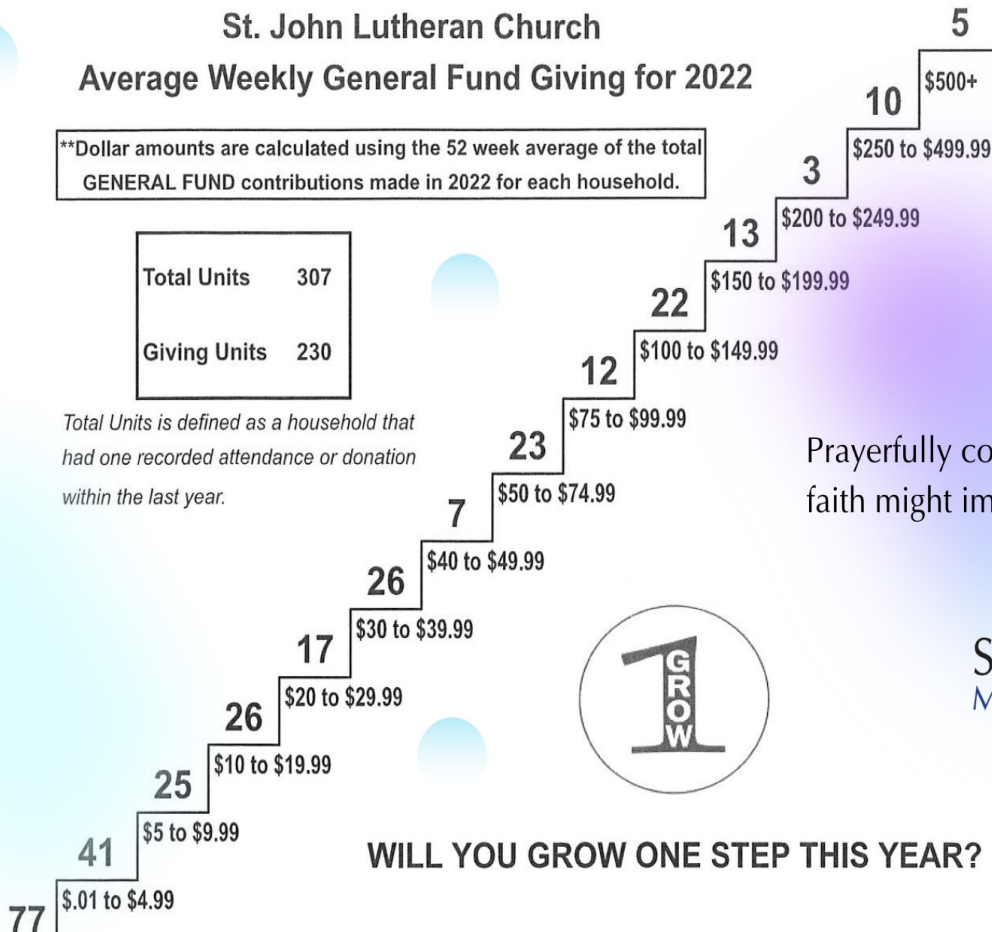 St. John Lutheran Church
Average Weekly General Fund Giving for 2022
**Dollar amounts are calculated using the 52 week average of the total
GENERAL FUND contributions made in 2022 for each household.
Total Units 307
Giving Units 230
Total Units is defined as a household that
had one recorded attendance or donation
within the last year.
5
$500+
10
$250 to $499.99
3
$200 to $249.99
13
$150 to $199.99
22
$100 to $149.99
12
$75 to $99.99
23
$50 to $74.99
7
$40 to $49.99
26
$30 to $39.99
17
$20 to $29.99
26
$10 to $19.99
25
$5 to $9.99
41
$.01 to $4.99
77
Prayerfully
faith might
1
GROW
WILL YOU GROW ONE STEP THIS YEAR?